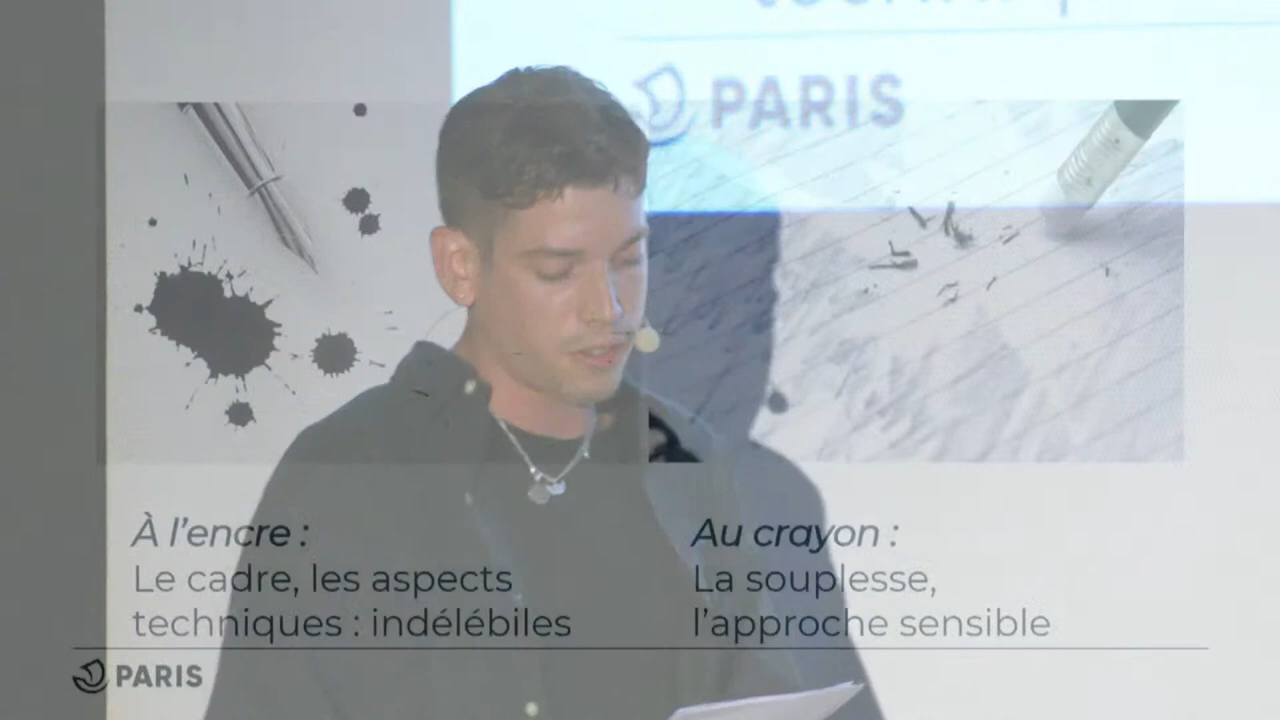 PARIS
À l'encre :
Le cadre, les aspects
techniques : indélébiles
Au crayon :
La souplesse,
l'approche sensible
PARIS